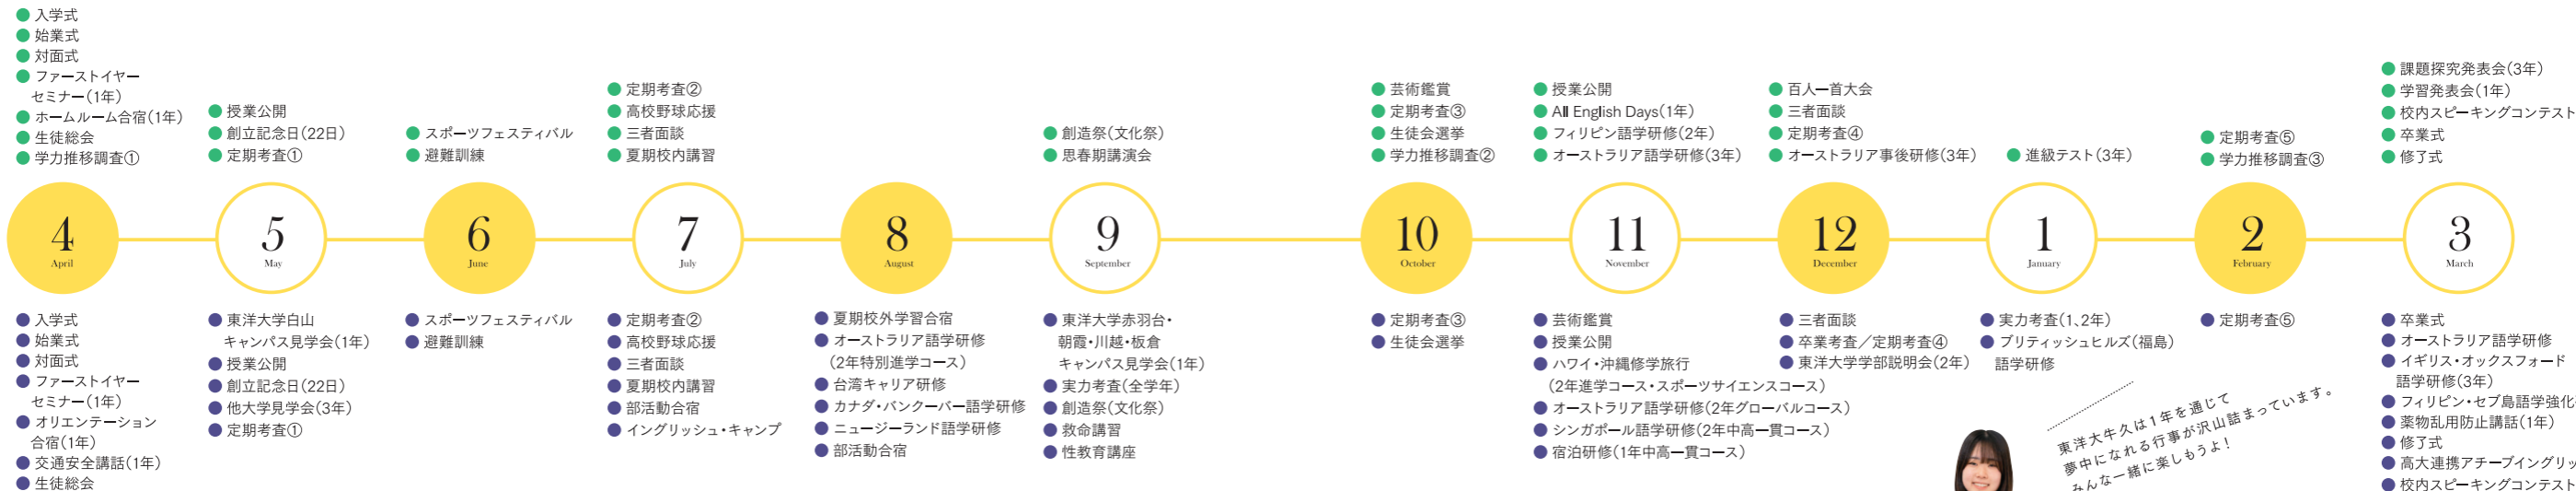 ● 入学式
● 始業式
● 対面式
● ファーストイヤー
セミナー(1年)
● ホームルーム合宿(1年)
● 生徒総会
● 学力推移調査①
● 授業公開
● 創立記念日(22日)
● 定期考査①
● スポーツフェスティバル
● 避難訓練
● 定期考査②
● 高校野球応援
● 三者面談
● 夏期校内講習
● 創造祭(文化祭)
● 思春期講演会
● 芸術鑑賞
● 定期考査③
● 生徒会選挙
● 学力推移調査②
● 授業公開
● All English Days(1年)
● フィリピン語学研修(2年)
● オーストラリア語学研修(3年)
● 百人一首大会
● 三者面談
● 定期考査④
● オーストラリア事後研修(3年)
● 進級テスト(3年)
● 定期考査⑤
● 学力推移調査③
● 課題探究発表会(3年)
● 学習発表会(1年)
● 校内スピーキングコンテスト
● 卒業式
● 修了式
4
April
5
May
6
June
7
July
8
August
9
September
10
October
11
November
12
December
1
January
2
February
3
March
● 入学式
● 始業式
● 対面式
● ファーストイヤー
セミナー(1年)
● オリエンテーション
合宿(1年)
● 交通安全講話(1年)
● 生徒総会
● 東洋大学白山
キャンパス見学会(1年)
● 授業公開
● 創立記念日(22日)
● 他大学見学会(3年)
● 定期考査①
● スポーツフェスティバル
● 避難訓練
● 定期考査②
● 高校野球応援
● 三者面談
● 夏期校内講習
● 部活動合宿
● イングリッシュ・キャンプ
● 夏期校外学習合宿
● オーストラリア語学研修
(2年特別進学コース)
● 台湾キャリア研修
● カナダ・バンクーバー語学研修
● ニュージーランド語学研修
● 部活動合宿
● 東洋大学赤羽台・
朝霞・川越・板倉
キャンパス見学会(1年)
● 実力考査(全学年)
● 創造祭(文化祭)
● 救命講習
● 性教育講座
● 定期考査③
● 生徒会選挙
● 芸術鑑賞
● 授業公開
● ハワイ・沖縄修学旅行
(2年進学コース・スポーツサイエンスコース)
● オーストラリア語学研修(2年グローバルコース)
● シンガポール語学研修(2年中高一貫コース)
● 宿泊研修(1年中高一貫コース)
● 三者面談
● 卒業考査/定期考査④
● 東洋大学学部説明会(2年)
● 実力考査(1、2年)
● ブリティッシュヒルズ(福島)
語学研修
● 定期考査⑤
● 卒業式
● オーストラリア語学研修
● イギリス・オックスフォード
語学研修(3年)
● フィリピン・セブ島語学強化
● 薬物乱用防止講話(1年)
● 修了式
● 高大連携アチーブイングリッ
● 校内スピーキングコンテスト
東洋大牛久は1年を通じて
夢中になれる行事が沢山詰まっています。
みんな一緒に楽しもうよ!